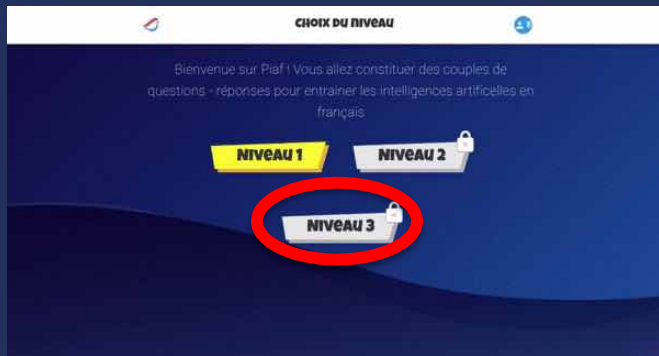 CHOIX DU NIVEAU
Bienvenue sur Piaf ! Vous allez constituer des couples de
questions - réponses pour entrainer les intelligences artificelles en
français
NIVEAU 1
NIVEAU 2
NIVEAU 3